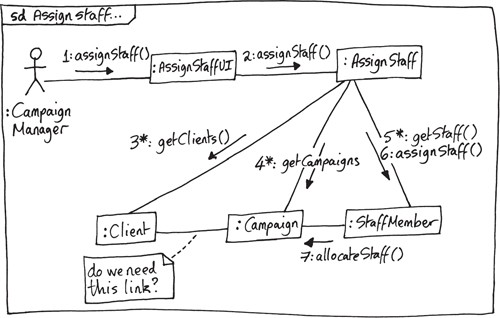 sd Assign staff...
1:assignStaff()
2:assignStaff()
:AssignStaffUI
:AssignStaff
:Campaign
Manager
3*: getClients()
4*:getCampaigns
5*:getStaff()
6:assignStaff()
:Client
:Campaign
:StaffMember
7:allocateStaff()
do we need
this link?